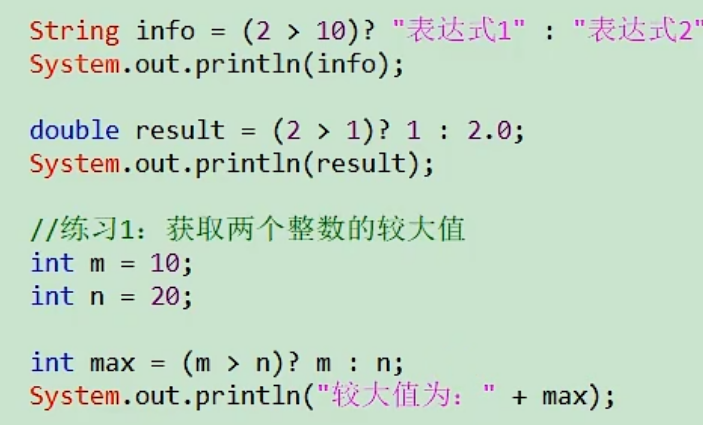 String info = (2 > 10)? "表达式1" : "表达式2"
System.out.println(info);
double result = (2 > 1)? 1 : 2.0;
System.out.println(result);
//练习1：获取两个整数的较大值
int m = 10;
int n = 20;
int max = (m > n)? m : n;
System.out.println("较大值为：" + max);